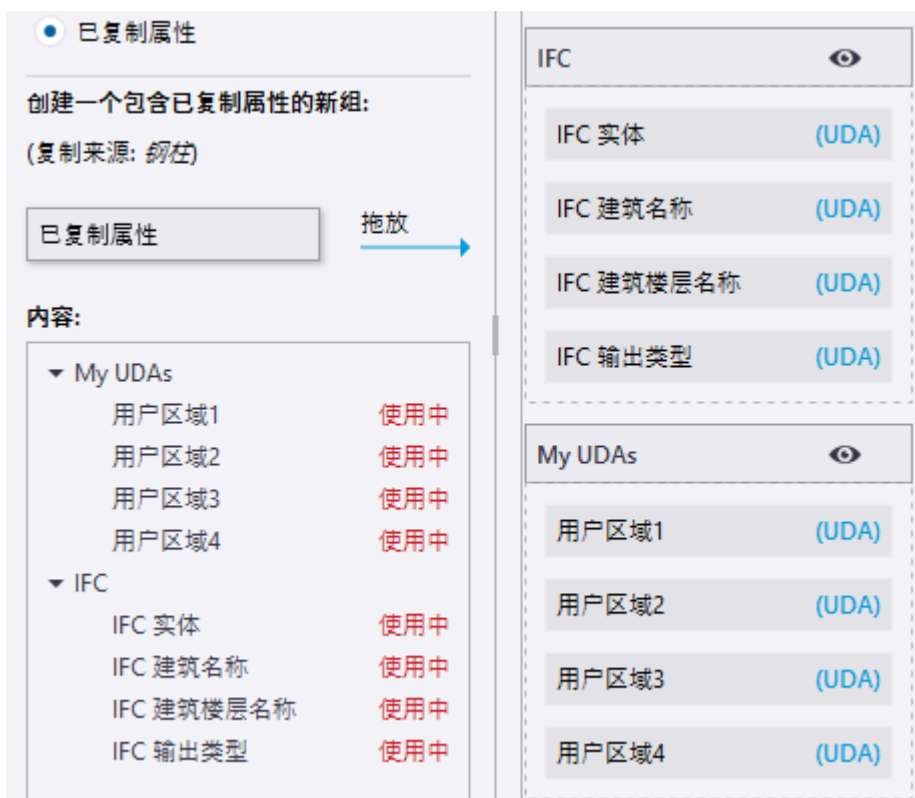 已复制属性
创建一个包含已复制属性的新组:
(复制来源: 钢柱)
已复制属性
拖放
内容:
My UDAs
用户区域1 使用中
用户区域2 使用中
用户区域3 使用中
用户区域4 使用中
IFC
IFC 实体 使用中
IFC 建筑名称 使用中
IFC 建筑楼层名称 使用中
IFC 输出类型 使用中
IFC
IFC 实体 (UDA)
IFC 建筑名称 (UDA)
IFC 建筑楼层名称 (UDA)
IFC 输出类型 (UDA)
My UDAs
用户区域1 (UDA)
用户区域2 (UDA)
用户区域3 (UDA)
用户区域4 (UDA)